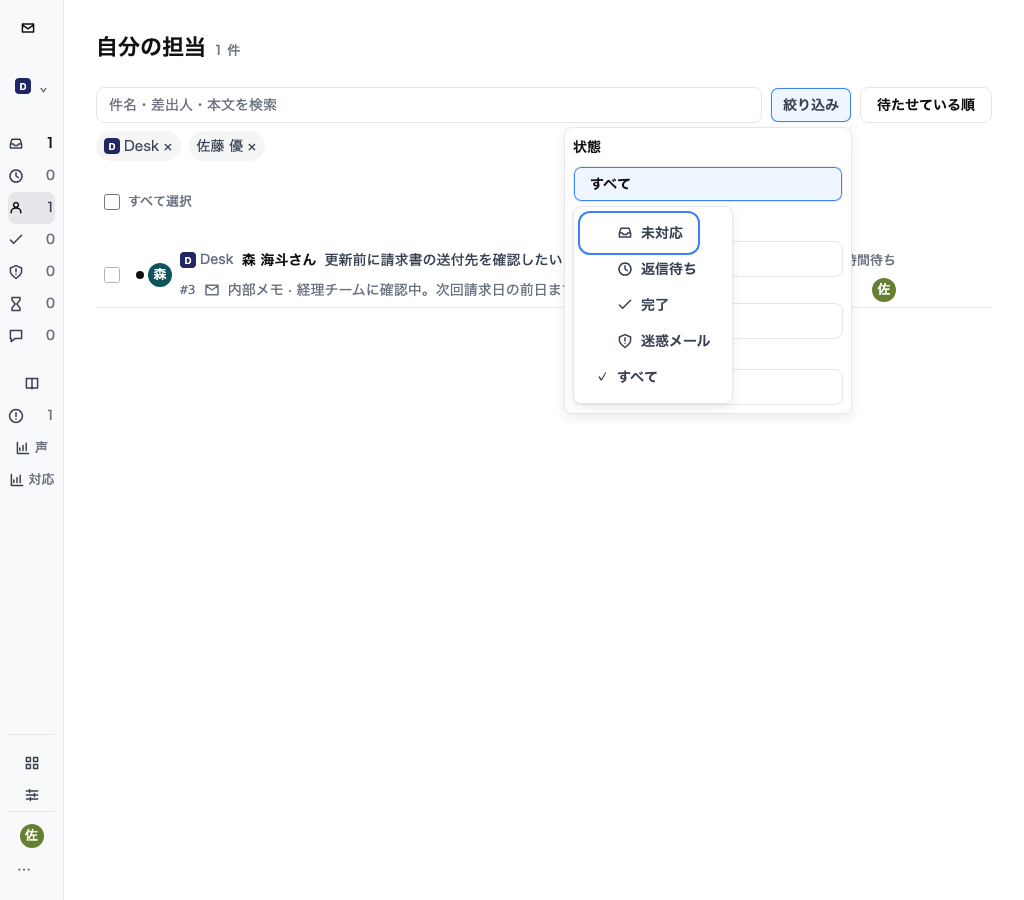 自分の担当 1 件
D
件名・差出人・本文を検索
絞り込み
待たせている順
D Desk ×
佐藤 優 ×
状態
すべて
未対応
返信待ち
完了
迷惑メール
✓ すべて
すべて選択
森
D Desk 森 海斗さん 更新前に請求書の送付先を確認したい
時間待ち
#3 内部メモ · 経理チームに確認中。次回請求日の前日ま
佐
1
0
1
0
0
0
0
1
声
対応
佐
…